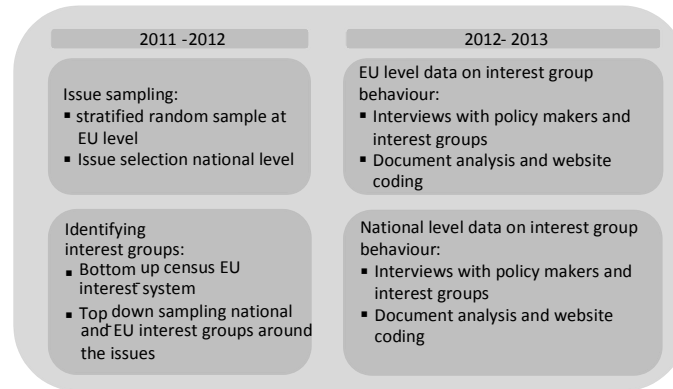 2011 -2012
Issue sampling:
▪ stratified random sample at
EU level
▪ Issue selection national level
Identifying
interest groups:
▪ Bottom up census EU
interest system
▪ Top down sampling national
and EU interest groups around
the issues
2012- 2013
EU level data on interest group
behaviour:
▪ Interviews with policy makers and
interest groups
▪ Document analysis and website
coding
National level data on interest group
behaviour:
▪ Interviews with policy makers and
interest groups
▪ Document analysis and website
coding